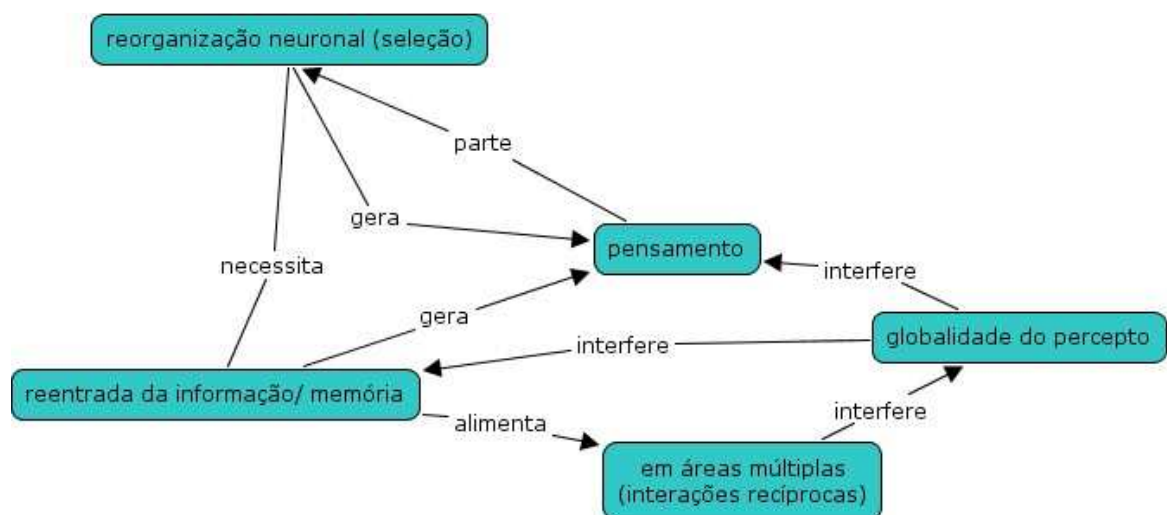 reorganização neuronal (seleção)
parte
gera
pensamento
necessita
interfere
gera
globalidade do percepto
interfere
reentrada da informação/ memória
interfere
alimenta
em áreas múltiplas
(interações recíprocas)